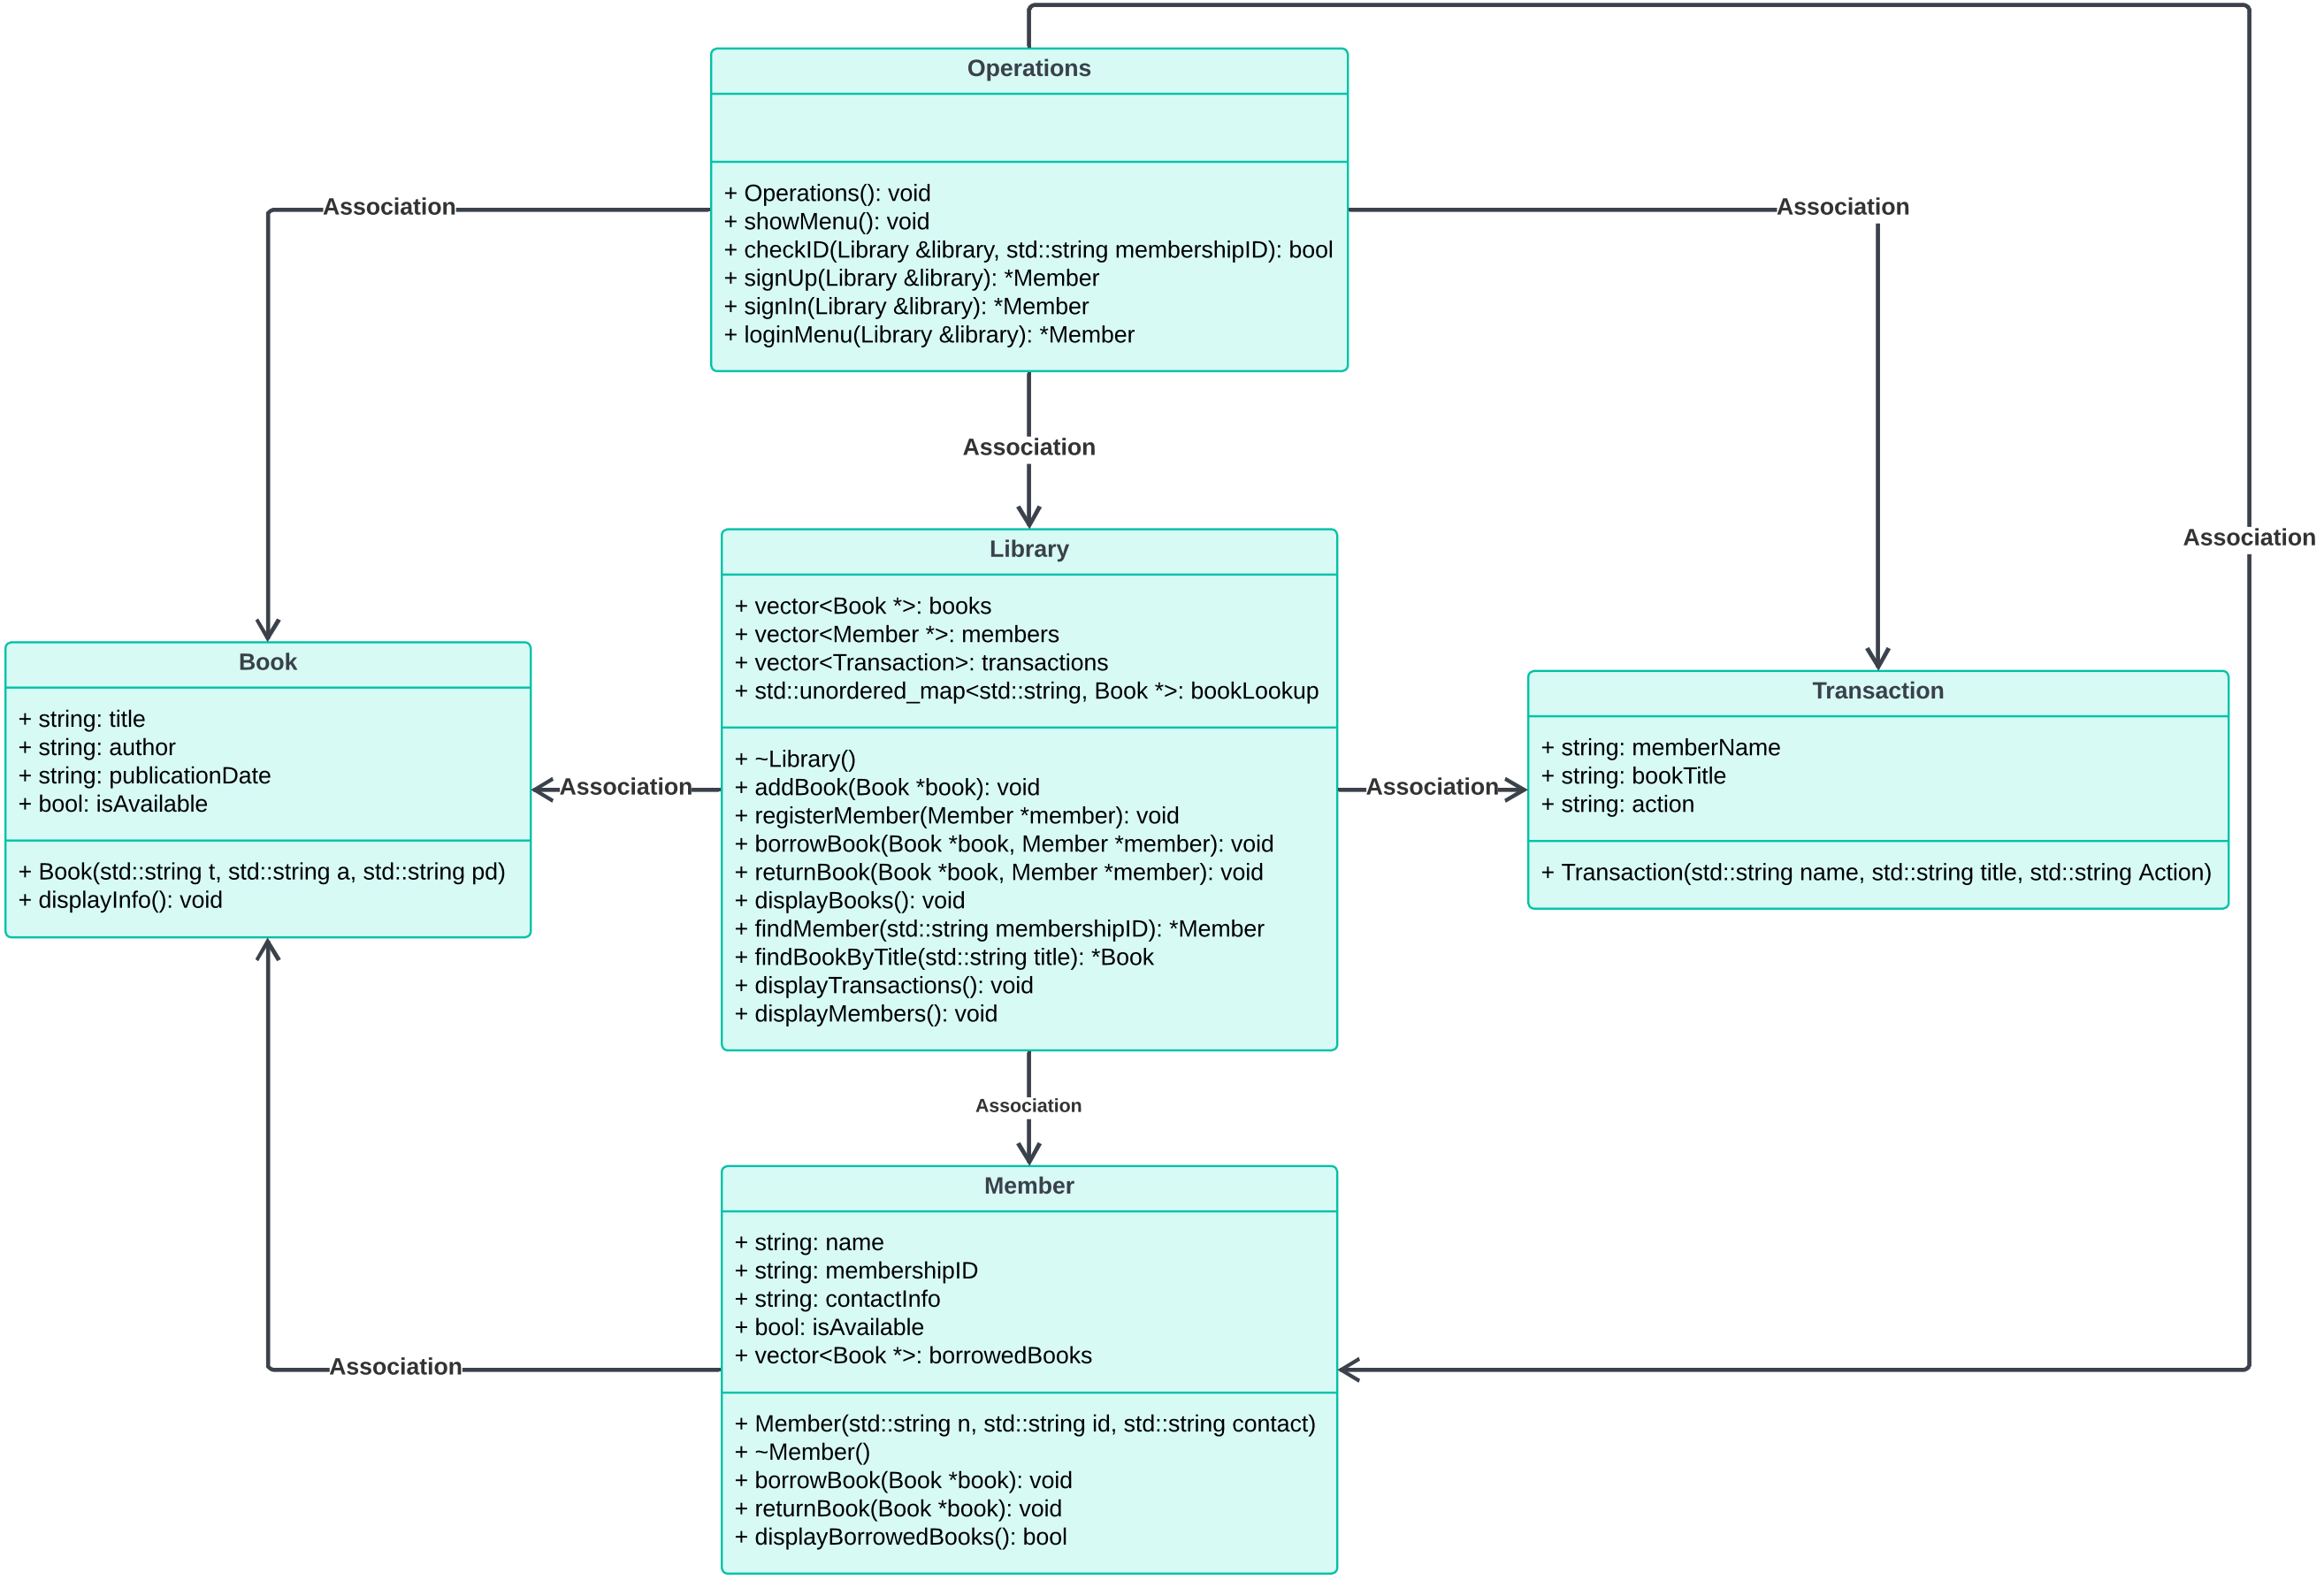 Operations
+ Operations(): void
+ showMenu(): void
+ checkID(Library &library, std::string membershipID): bool
+ signUp(Library &library): *Member
+ signIn(Library &library): *Member
+ loginMenu(Library &library): *Member
Association
Association
Association
Association
Library
+ vector<Book *>: books
+ vector<Member *>: members
+ vector<Transaction>: transactions
+ std::unordered_map<std::string, Book *>: bookLookup
+ ~Library()
+ addBook(Book *book): void
+ registerMember(Member *member): void
+ borrowBook(Book *book, Member *member): void
+ returnBook(Book *book, Member *member): void
+ displayBooks(): void
+ findMember(std::string membershipID): *Member
+ findBookByTitle(std::string title): *Book
+ displayTransactions(): void
+ displayMembers(): void
Book
+ string: title
+ string: author
+ string: publicationDate
+ bool: isAvailable
+ Book(std::string t, std::string a, std::string pd)
+ displayInfo(): void
Association
Association
Transaction
+ string: memberName
+ string: bookTitle
+ string: action
+ Transaction(std::string name, std::string title, std::string Action)
Association
Member
+ string: name
+ string: membershipID
+ string: contactInfo
+ bool: isAvailable
+ vector<Book *>: borrowedBooks
+ Member(std::string n, std::string id, std::string contact)
+ ~Member()
+ borrowBook(Book *book): void
+ returnBook(Book *book): void
+ displayBorrowedBooks(): bool
Association